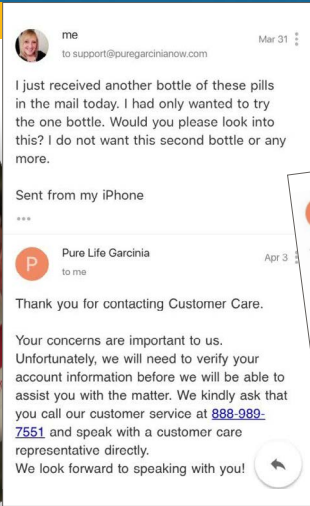 me
Mar 31
to support@puregarcinianow.com
I just received another bottle of these pills
in the mail today. I had only wanted to try
the one bottle. Would you please look into
this? I do not want this second bottle or any
more.
Sent from my iPhone
P
Pure Life Garcinia
Apr 3
to me
Thank you for contacting Customer Care.
Your concerns are important to us.
Unfortunately, we will need to verify your
account information before we will be able to
assist you with the matter. We kindly ask that
you call our customer service at 888-989-
7551 and speak with a customer care
representative directly.
We look forward to speaking with you!